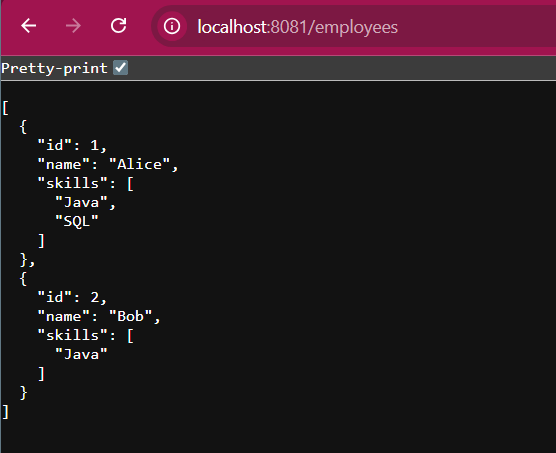 localhost:8081/employees
Pretty-print
[
  {
    "id": 1,
    "name": "Alice",
    "skills": [
      "Java",
      "SQL"
    ]
  },
  {
    "id": 2,
    "name": "Bob",
    "skills": [
      "Java"
    ]
  }
]